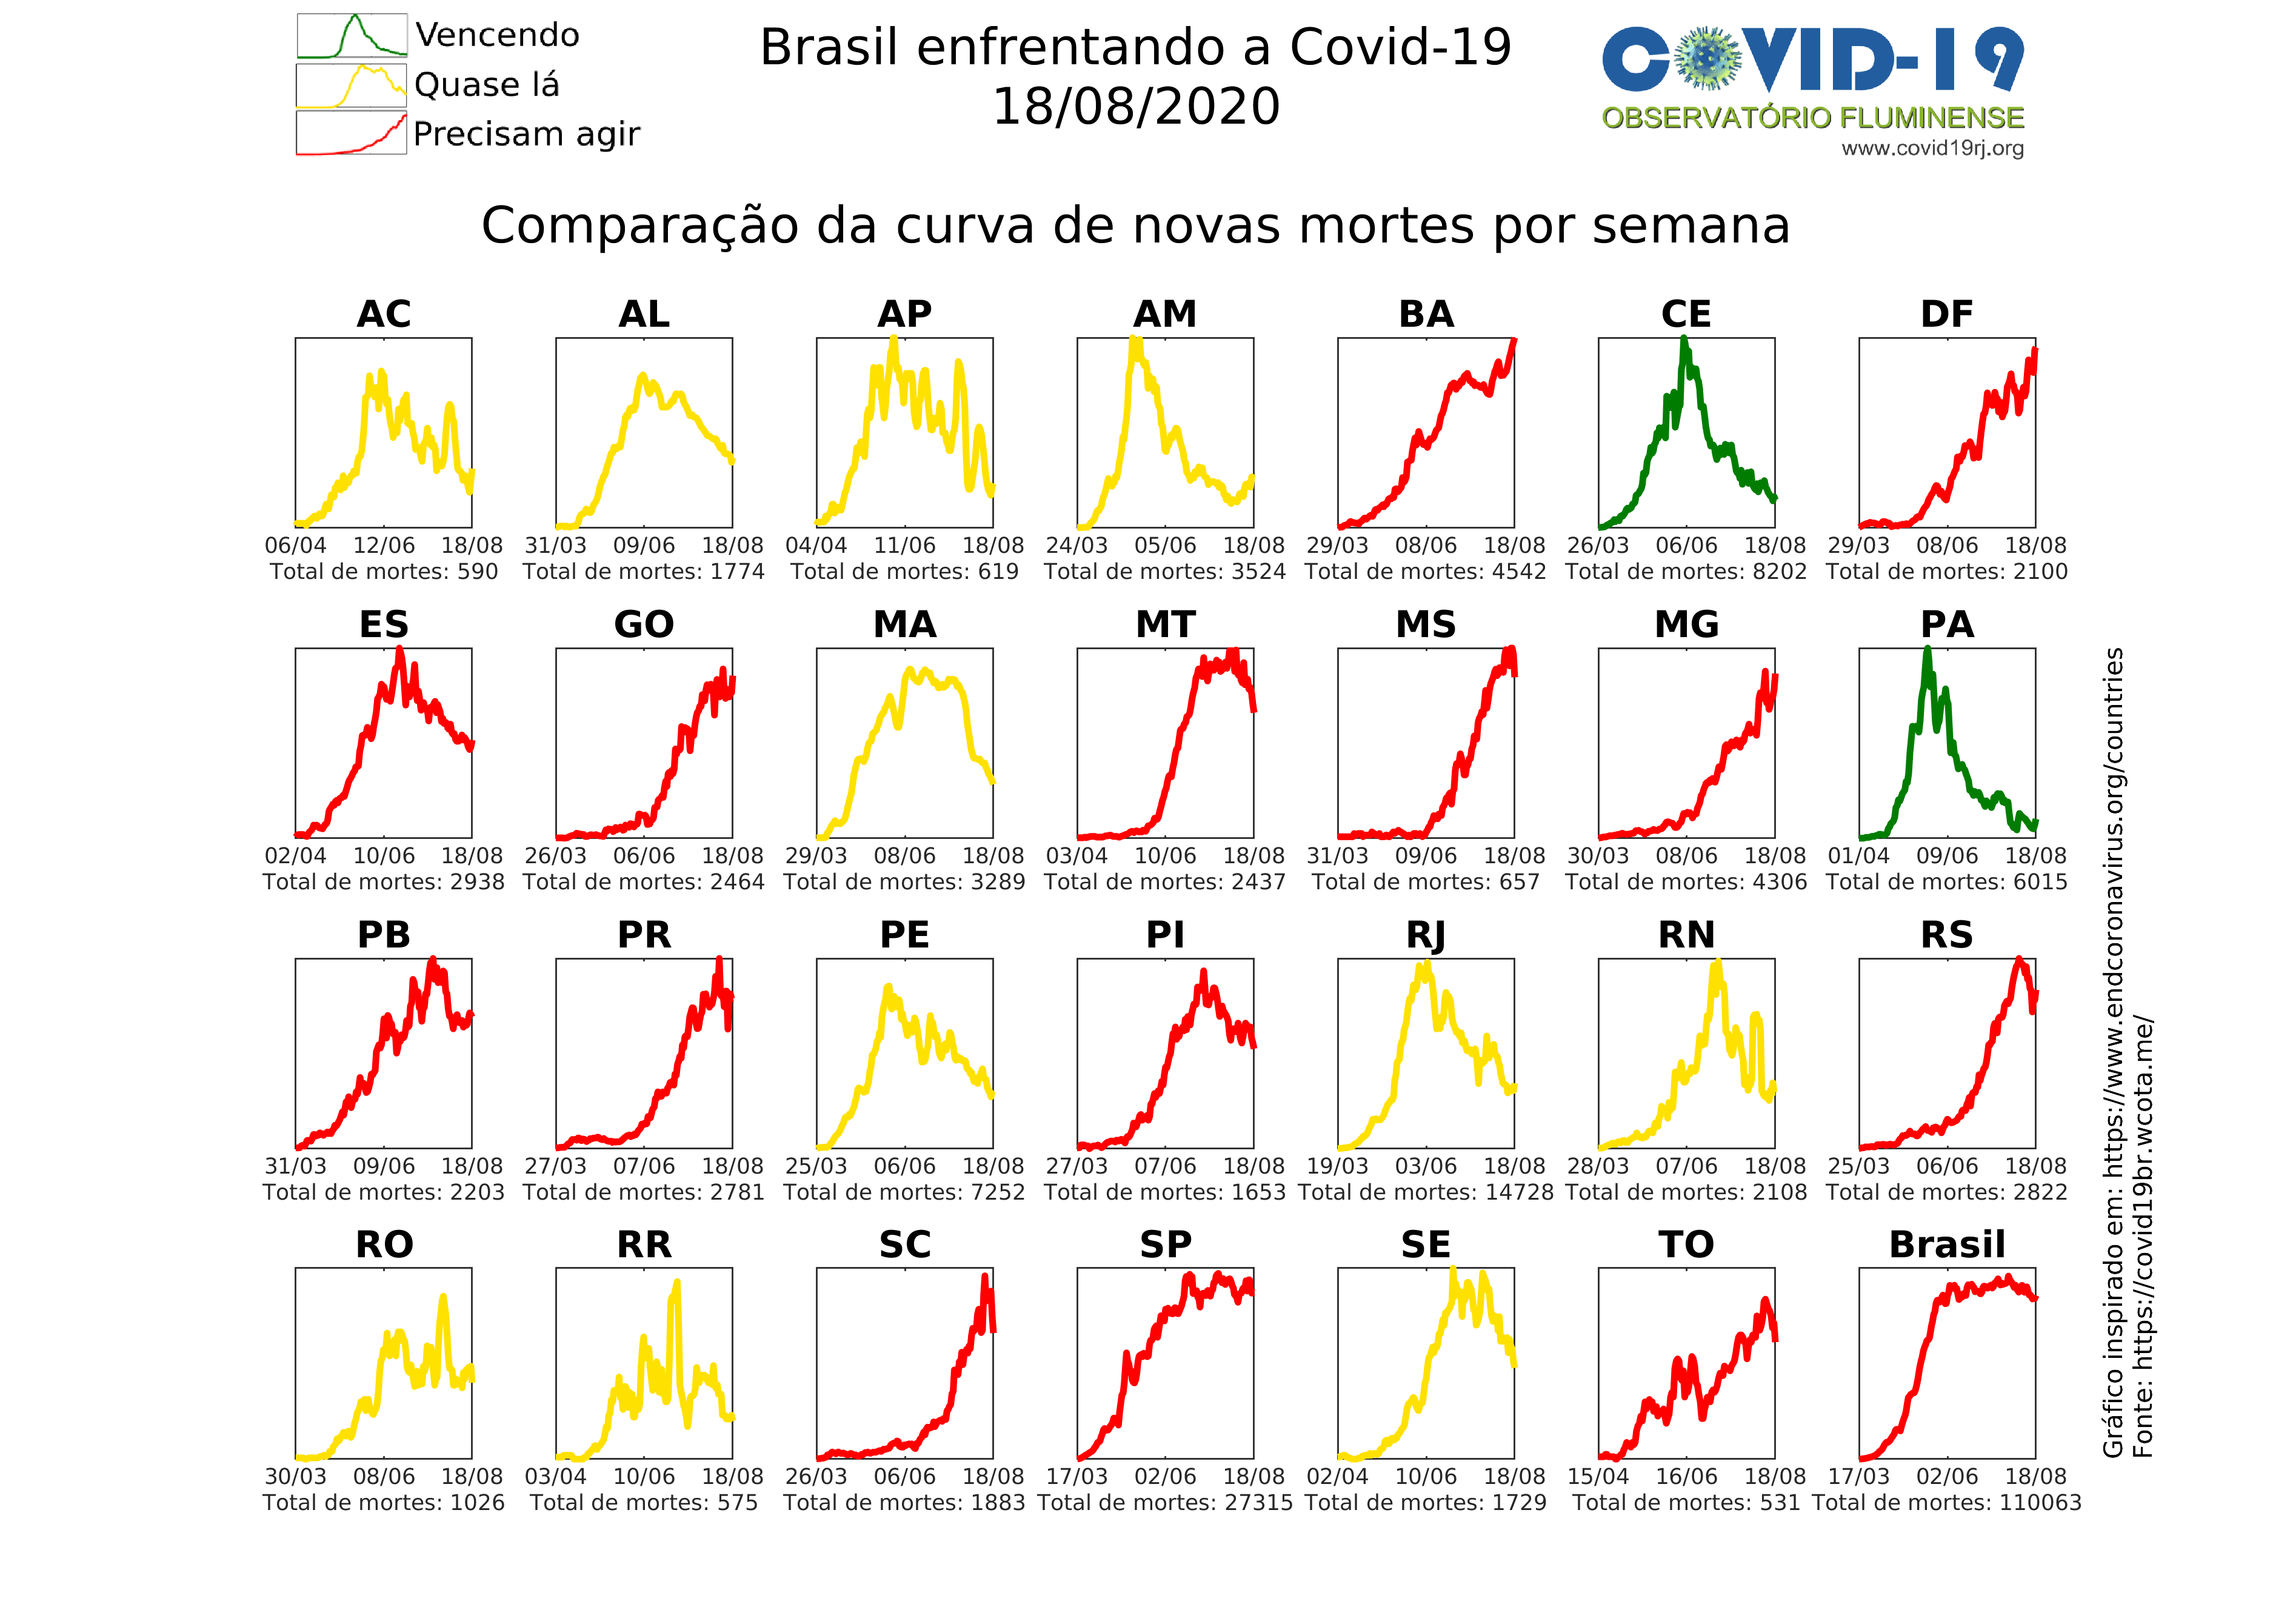 Vencendo
Quase lá
Precisam agir
Brasil enfrentando a Covid-19
18/08/2020
COVID-19
OBSERVATÓRIO FLUMINENSE
www.covid19rj.org
Comparação da curva de novas mortes por semana
AC AL AP AM BA CE DF
06/04 12/06 18/08 31/03 09/06 18/08 04/04 11/06 18/08 24/03 05/06 18/08 29/03 08/06 18/08 26/03 06/06 18/08 29/03 08/06 18/08
Total de mortes: 590 Total de mortes: 1774 Total de mortes: 619 Total de mortes: 3524 Total de mortes: 4542 Total de mortes: 8202 Total de mortes: 2100
ES GO MA MT MS MG PA
02/04 10/06 18/08 26/03 06/06 18/08 29/03 08/06 18/08 03/04 10/06 18/08 31/03 09/06 18/08 30/03 08/06 18/08 01/04 09/06 18/08
Total de mortes: 2938 Total de mortes: 2464 Total de mortes: 3289 Total de mortes: 2437 Total de mortes: 657 Total de mortes: 4306 Total de mortes: 6015
PB PR PE PI RJ RN RS
31/03 09/06 18/08 27/03 07/06 18/08 25/03 06/06 18/08 27/03 07/06 18/08 19/03 03/06 18/08 28/03 07/06 18/08 25/03 06/06 18/08
Total de mortes: 2203 Total de mortes: 2781 Total de mortes: 7252 Total de mortes: 1653 Total de mortes: 14728 Total de mortes: 2108 Total de mortes: 2822
RO RR SC SP SE TO Brasil
30/03 08/06 18/08 03/04 10/06 18/08 26/03 06/06 18/08 17/03 02/06 18/08 02/04 10/06 18/08 15/04 16/06 18/08 17/03 02/06 18/08
Total de mortes: 1026 Total de mortes: 575 Total de mortes: 1883 Total de mortes: 27315 Total de mortes: 1729 Total de mortes: 531 Total de mortes: 110063
Gráfico inspirado em: https://www.endcoronavirus.org/countries
Fonte: https://covid19br.wcota.me/